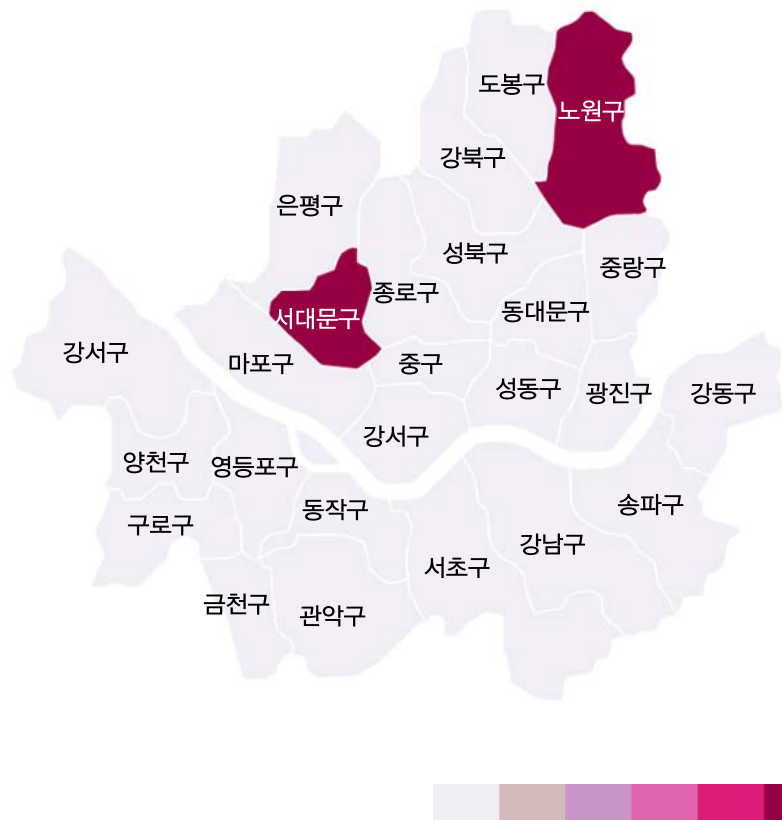 도봉구
노원구
강북구
은평구
성북구
중랑구
종로구
동대문구
서대문구
강서구
마포구
중구
성동구
광진구
강동구
강서구
양천구
영등포구
송파구
동작구
구로구
강남구
서초구
금천구
관악구